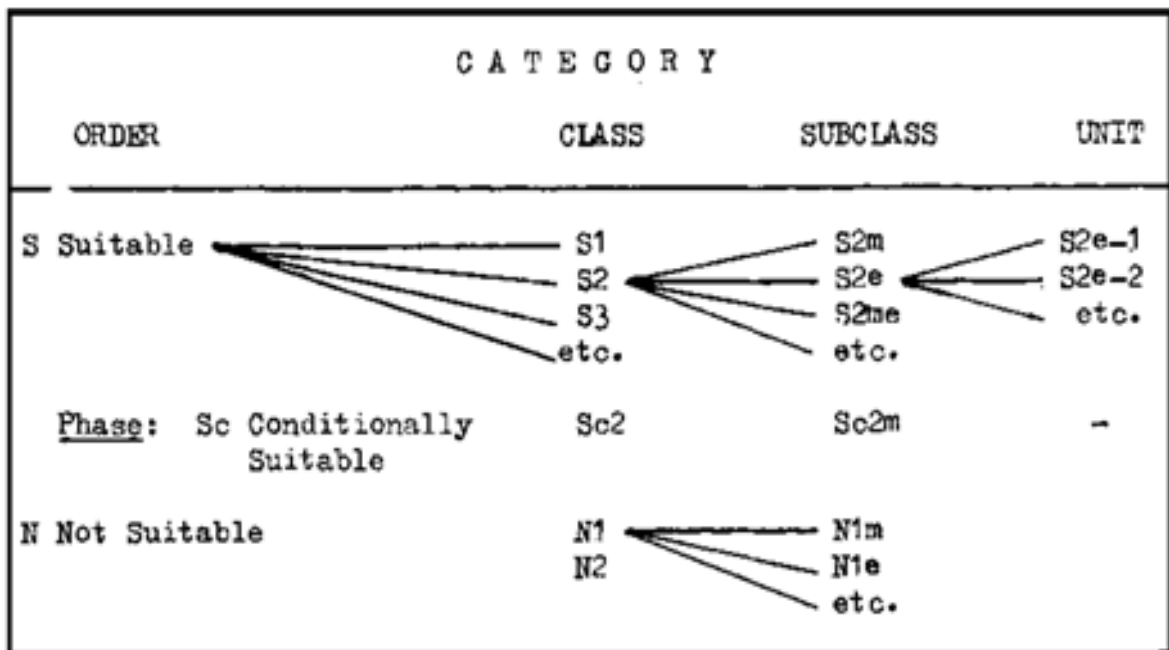 C A T E G O R Y
ORDER CLASS SUBCLASS UNIT
S Suitable S1 S2m S2e-1
S2 S2e S2e-2
S3 S2me etc.
etc. etc.
Phase: Sc Conditionally Sc2 Sc2m -
Suitable
N Not Suitable N1 N1m
N2 N1e
etc.